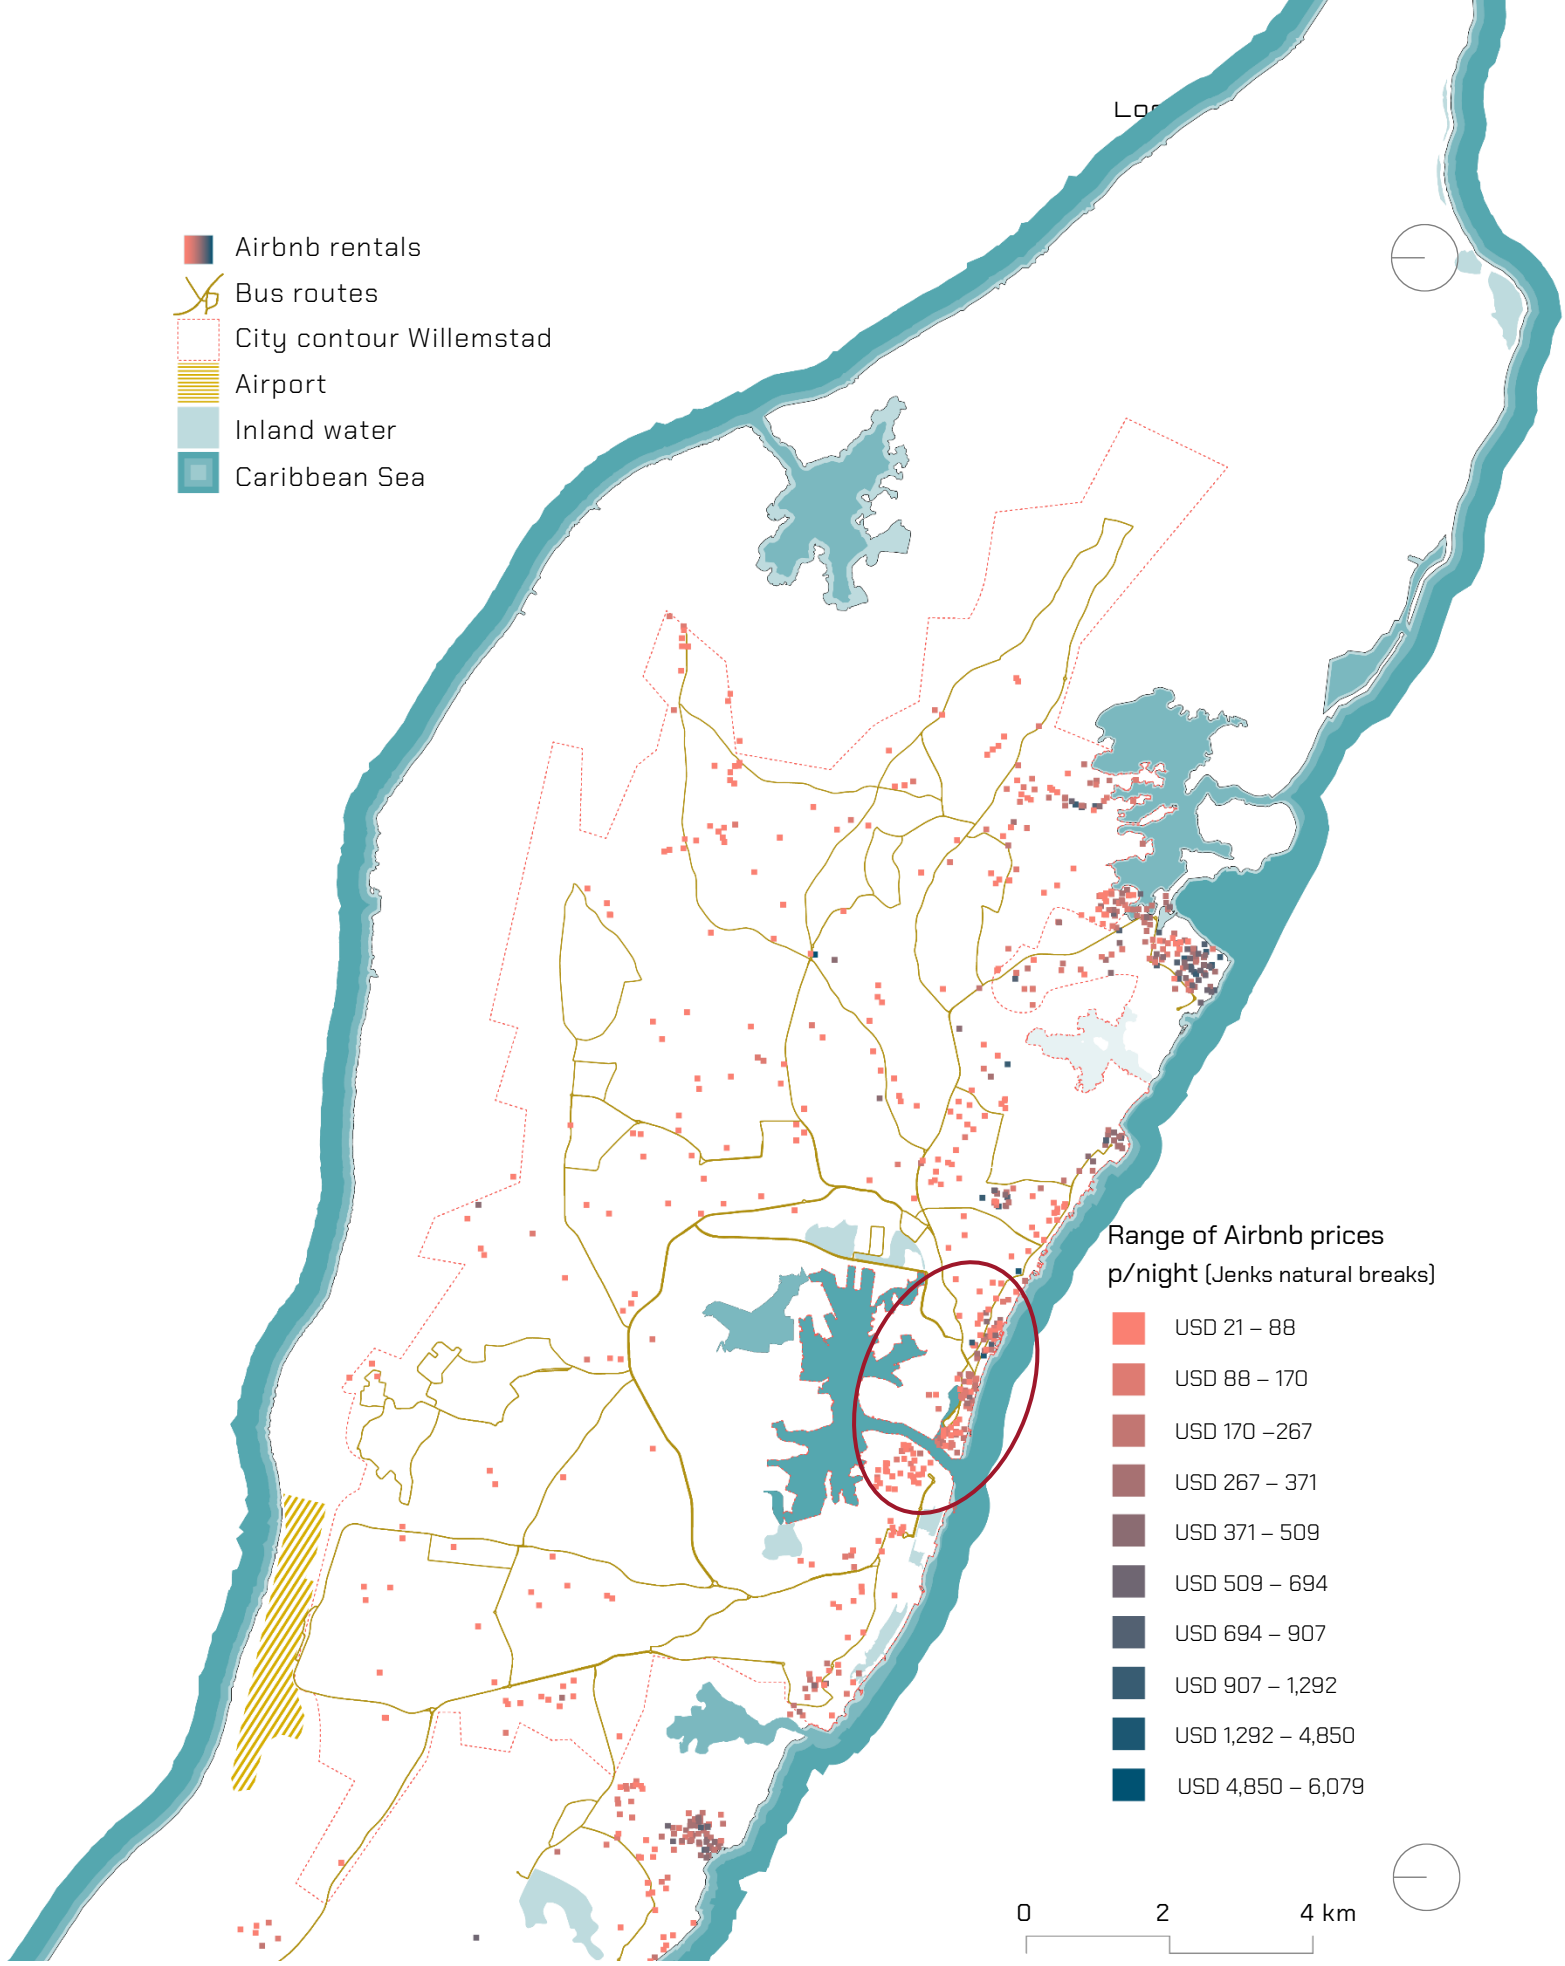 Airbnb rentals
Bus routes
City contour Willemstad
Airport
Inland water
Caribbean Sea
Range of Airbnb prices
p/night (Jenks natural breaks)
USD 21 – 88
USD 88 – 170
USD 170 –267
USD 267 – 371
USD 371 – 509
USD 509 – 694
USD 694 – 907
USD 907 – 1,292
USD 1,292 – 4,850
USD 4,850 – 6,079
0 2 4 km